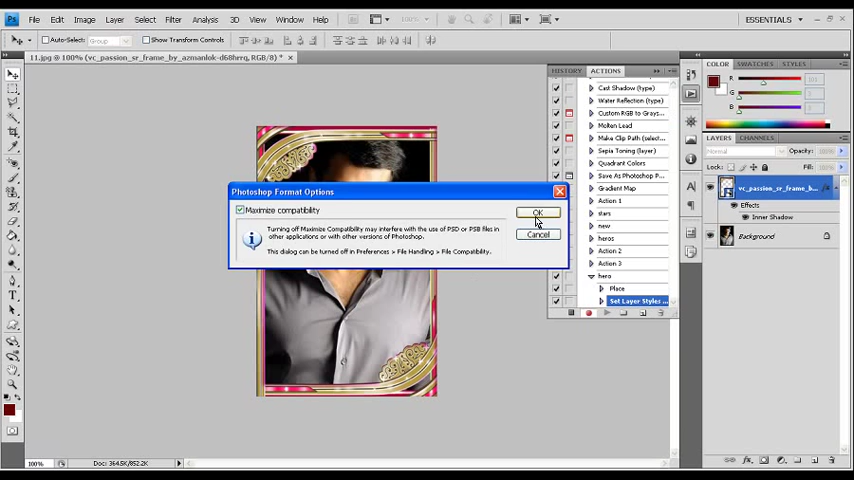 Ps File Edit Image Layer Select Filter Analysis 3D View Window Help
ESSENTIALS
Auto-Select: Group Show Transform Controls
11.jpg @ 100% (vc_passion_sr_frame_by_azmanlok-d68hrrg, RGB/8) *
HISTORY ACTIONS
Cast Shadow (type)
Water Reflection (type)
Custom RGB to Grays...
Molten Lead
Make Clip Path (select...
Sepia Toning (layer)
Quadrant Colors
Save As Photoshop P...
Gradient Map
Action 1
stars
new
heros
Action 2
Action 3
hero
Place
Set Layer Styles ...
COLOR SWATCHES STYLES
R
G
B
LAYERS CHANNELS
Normal Opacity:
Lock: Fill:
vc_passion_sr_frame_b...
Effects
Inner Shadow
Background
Photoshop Format Options
Maximize compatibility
Turning off Maximize Compatibility may interfere with the use of PSD or PSB files in
other applications or with other versions of Photoshop.
This dialog can be turned off in Preferences > File Handling > File Compatibility.
OK
Cancel
100% Doc: 364.5K/852.2K